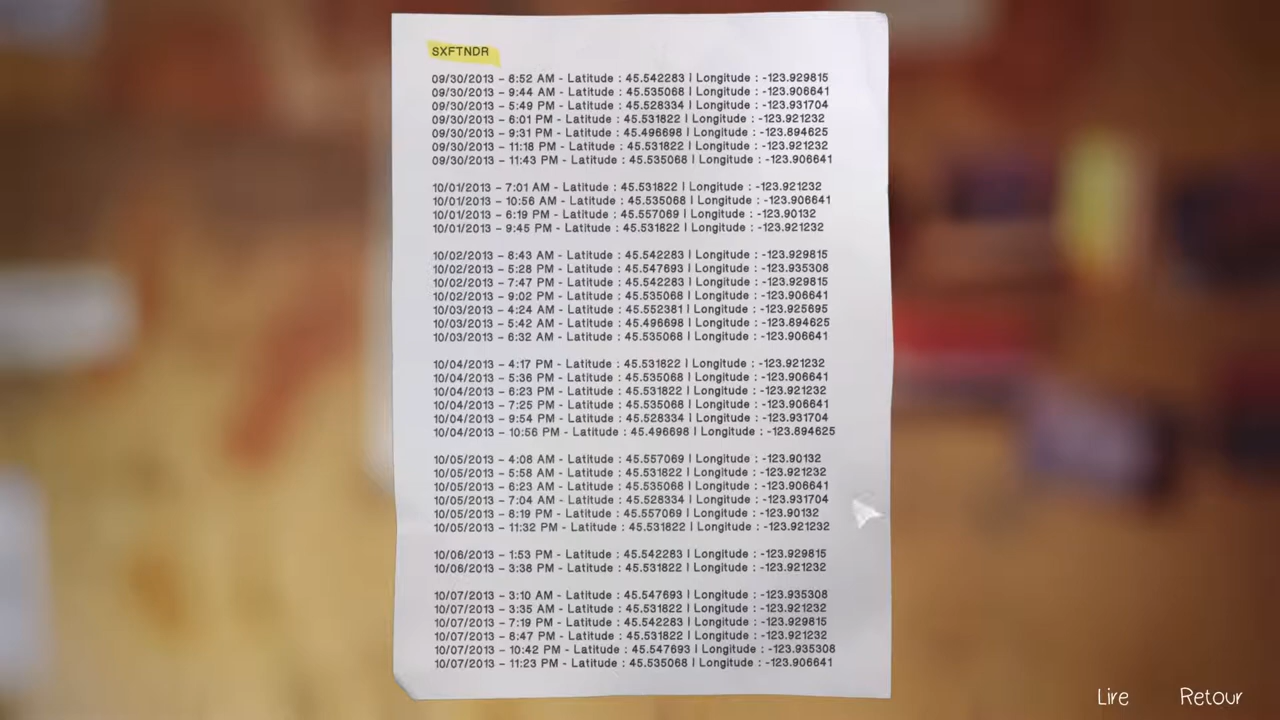 SXFTNDR
09/30/2013 – 8:52 AM - Latitude : 45.542283 | Longitude : -123.929815
09/30/2013 – 9:44 AM - Latitude : 45.535068 | Longitude : -123.906641
09/30/2013 – 5:49 PM - Latitude : 45.528334 | Longitude : -123.931704
09/30/2013 – 6:01 PM - Latitude : 45.531822 | Longitude : -123.921232
09/30/2013 – 9:31 PM - Latitude : 45.496698 | Longitude : -123.894625
09/30/2013 – 11:18 PM - Latitude : 45.531822 | Longitude : -123.921232
09/30/2013 – 11:43 PM - Latitude : 45.535068 | Longitude : -123.906641
10/01/2013 – 7:01 AM - Latitude : 45.531822 | Longitude : -123.921232
10/01/2013 – 10:56 AM - Latitude : 45.535068 | Longitude : -123.906641
10/01/2013 – 6:19 PM - Latitude : 45.557069 | Longitude : -123.90132
10/01/2013 – 9:45 PM - Latitude : 45.531822 | Longitude : -123.921232
10/02/2013 – 8:43 AM - Latitude : 45.542283 | Longitude : -123.929815
10/02/2013 – 5:28 PM - Latitude : 45.547693 | Longitude : -123.935308
10/02/2013 – 7:47 PM - Latitude : 45.542283 | Longitude : -123.929815
10/02/2013 – 9:02 PM - Latitude : 45.535068 | Longitude : -123.906641
10/03/2013 – 4:24 AM - Latitude : 45.552381 | Longitude : -123.925695
10/03/2013 – 5:42 AM - Latitude : 45.496698 | Longitude : -123.894625
10/03/2013 – 6:32 AM - Latitude : 45.535068 | Longitude : -123.906641
10/04/2013 – 4:17 PM - Latitude : 45.531822 | Longitude : -123.921232
10/04/2013 – 5:36 PM - Latitude : 45.535068 | Longitude : -123.906641
10/04/2013 – 6:23 PM - Latitude : 45.531822 | Longitude : -123.921232
10/04/2013 – 7:25 PM - Latitude : 45.535068 | Longitude : -123.906641
10/04/2013 – 9:54 PM - Latitude : 45.528334 | Longitude : -123.931704
10/04/2013 – 10:56 PM - Latitude : 45.496698 | Longitude : -123.894625
10/05/2013 – 4:08 AM - Latitude : 45.557069 | Longitude : -123.90132
10/05/2013 – 5:58 AM - Latitude : 45.531822 | Longitude : -123.921232
10/05/2013 – 6:23 AM - Latitude : 45.535068 | Longitude : -123.906641
10/05/2013 – 7:04 AM - Latitude : 45.528334 | Longitude : -123.931704
10/05/2013 – 8:19 PM - Latitude : 45.557069 | Longitude : -123.90132
10/05/2013 – 11:32 PM - Latitude : 45.531822 | Longitude : -123.921232
10/06/2013 – 1:53 PM - Latitude : 45.542283 | Longitude : -123.929815
10/06/2013 – 3:38 PM - Latitude : 45.531822 | Longitude : -123.921232
10/07/2013 – 3:10 AM - Latitude : 45.547693 | Longitude : -123.935308
10/07/2013 – 3:35 AM - Latitude : 45.531822 | Longitude : -123.921232
10/07/2013 – 7:19 PM - Latitude : 45.542283 | Longitude : -123.929815
10/07/2013 – 8:47 PM - Latitude : 45.531822 | Longitude : -123.921232
10/07/2013 – 10:42 PM - Latitude : 45.547693 | Longitude : -123.935308
10/07/2013 – 11:23 PM - Latitude : 45.535068 | Longitude : -123.906641
Lire Retour